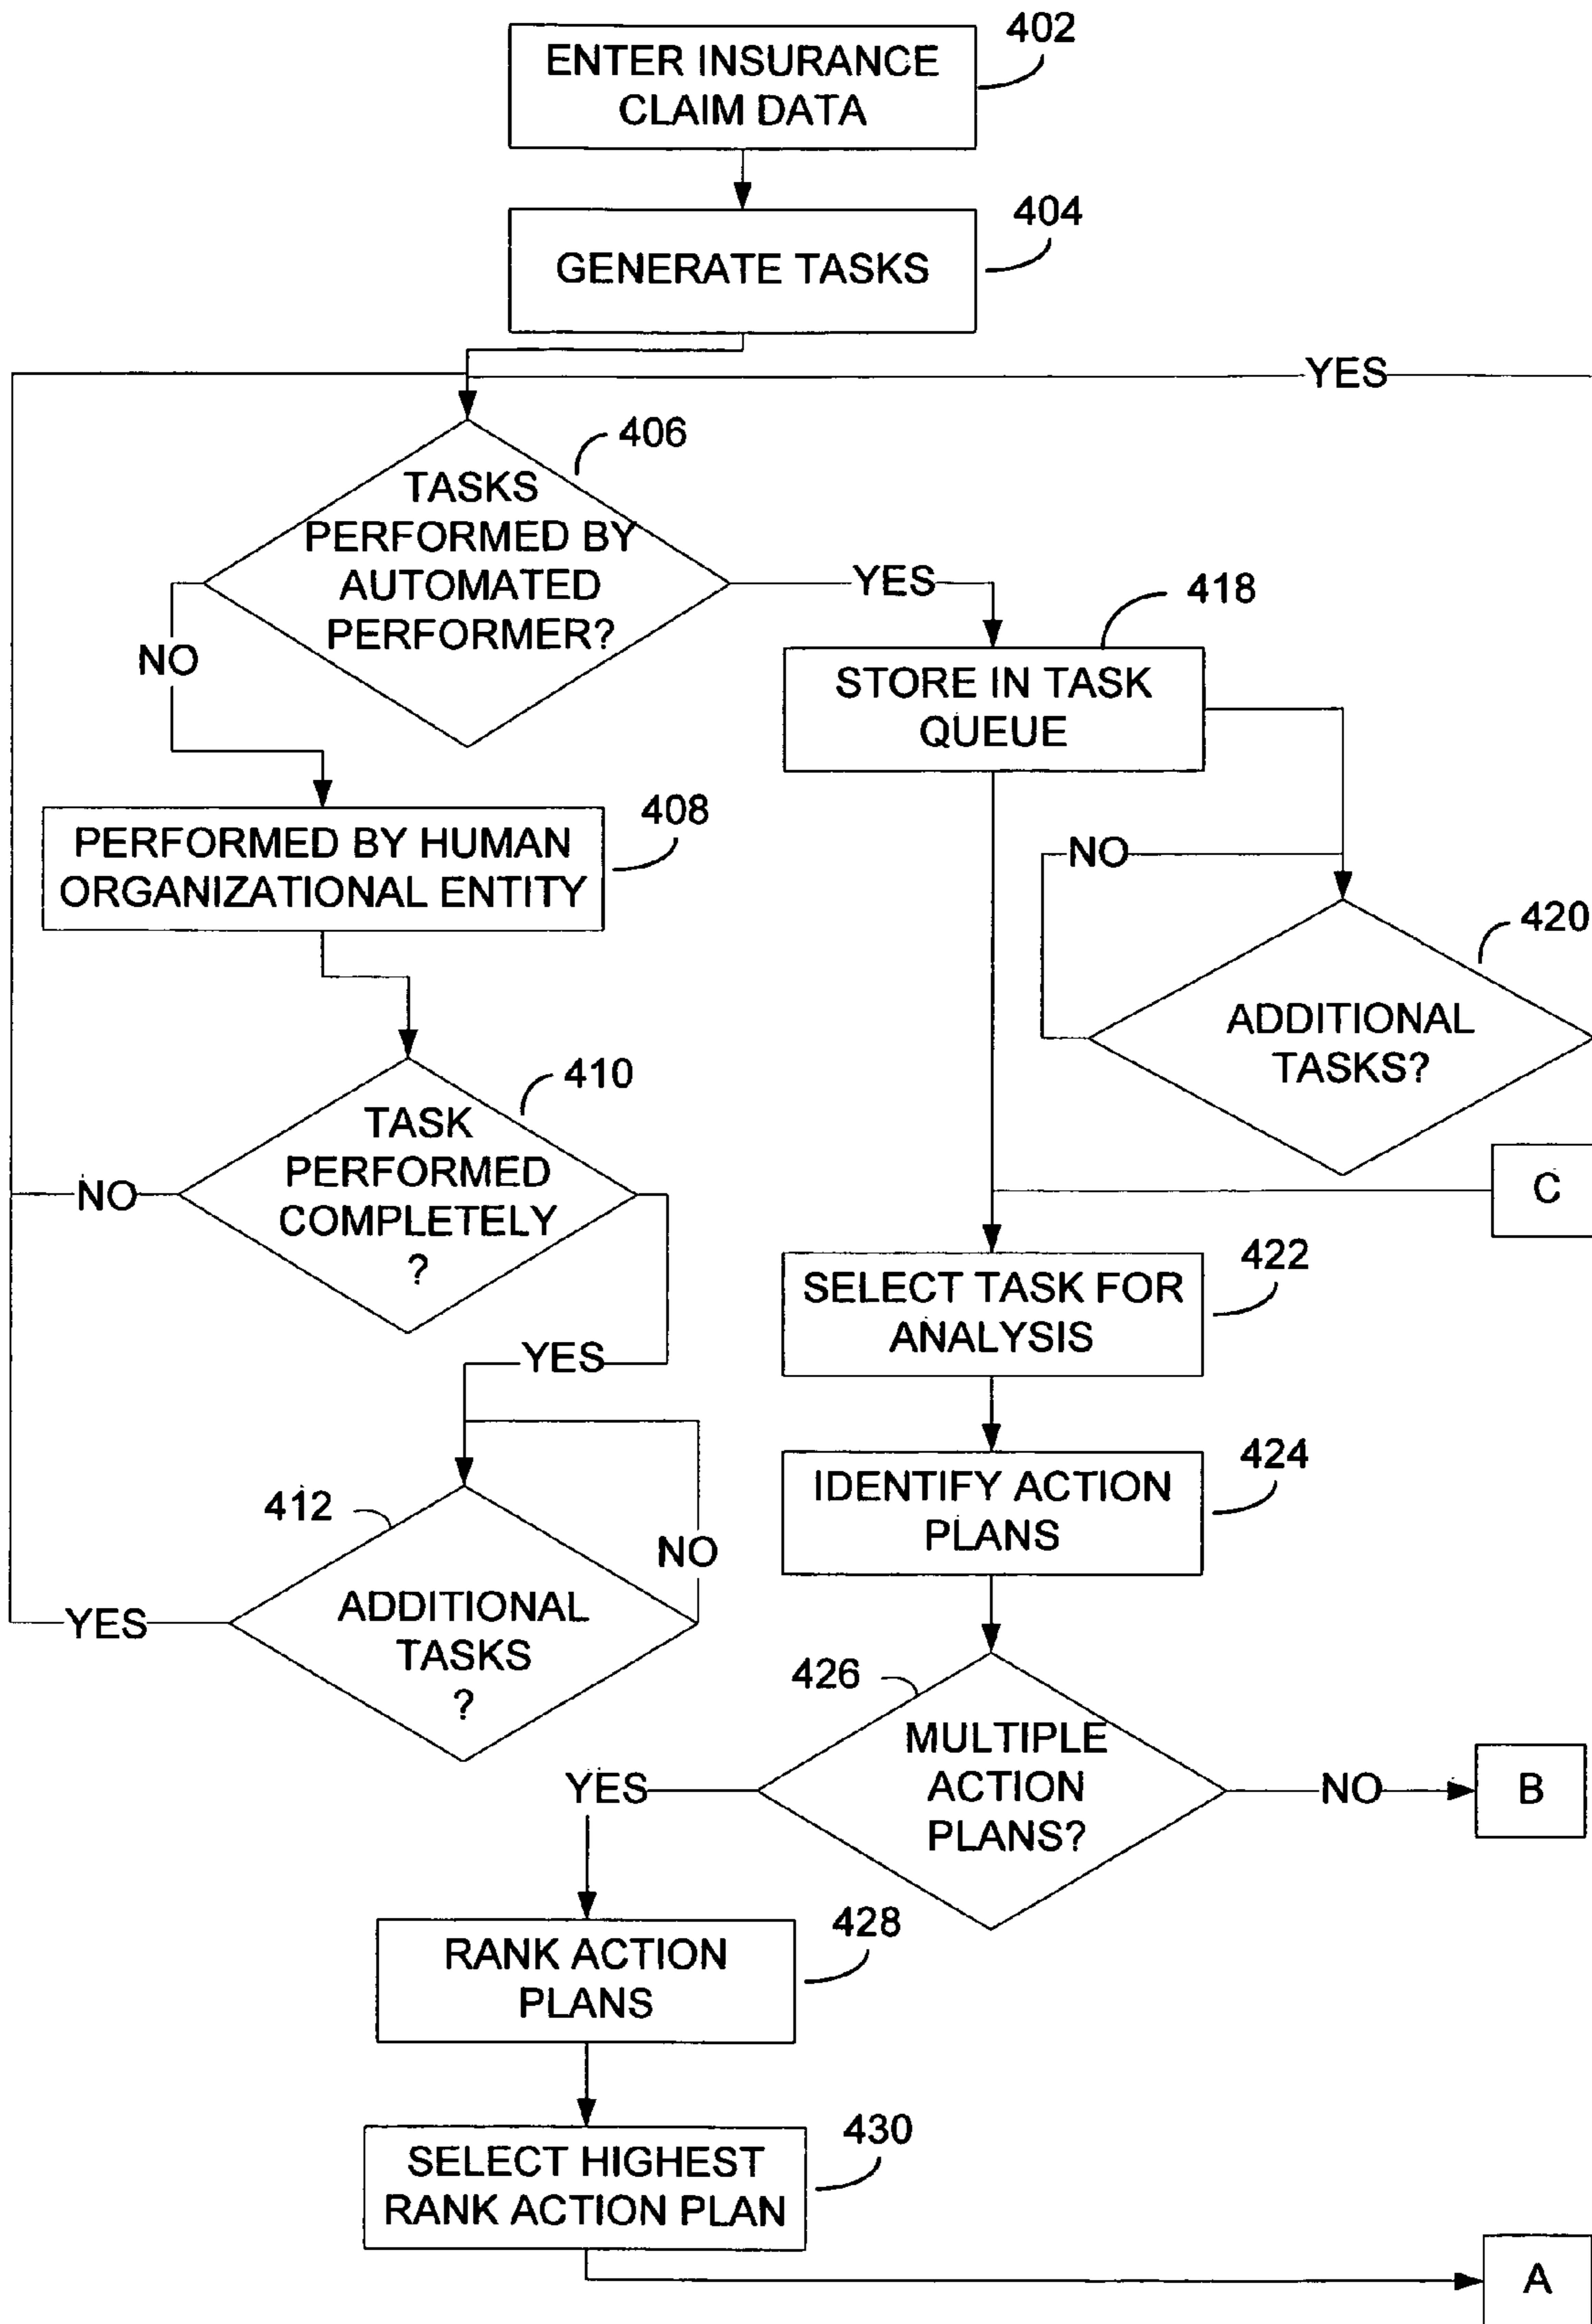 402
ENTER INSURANCE
CLAIM DATA
404
GENERATE TASKS
YES
406
TASKS
PERFORMED BY
AUTOMATED
PERFORMER?
YES
418
NO
STORE IN TASK
QUEUE
408
PERFORMED BY HUMAN
ORGANIZATIONAL ENTITY
NO
420
ADDITIONAL
TASKS?
410
TASK
PERFORMED
COMPLETELY
?
NO
C
422
SELECT TASK FOR
ANALYSIS
YES
424
IDENTIFY ACTION
PLANS
412
NO
ADDITIONAL
TASKS
?
YES
426
MULTIPLE
ACTION
PLANS?
YES
NO
B
428
RANK ACTION
PLANS
430
SELECT HIGHEST
RANK ACTION PLAN
A